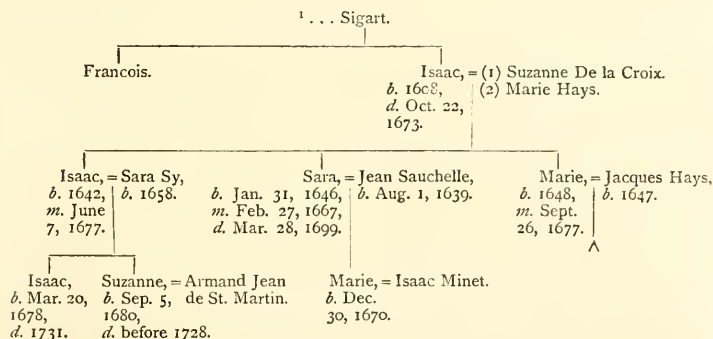 ¹ . . . Sigart.
Francois.
Isaac, = (1) Suzanne De la Croix.
b. 16c8, (2) Marie Hays.
d. Oct. 22,
1673.
Isaac, = Sara Sy,
b. 1642, b. 1658.
m. June
7, 1677.
Sara, = Jean Sauchelle,
b. Jan. 31, 1646, b. Aug. 1, 1639.
m. Feb. 27, 1667,
d. Mar. 28, 1699.
Marie, = Jacques Hays,
b. 1648, b. 1647.
m. Sept.
26, 1677.
Isaac,
b. Mar. 20,
1678,
d. 1731.
Suzanne, = Armand Jean
b. Sep. 5, de St. Martin.
1680,
d. before 1728.
Marie, = Isaac Minet.
b. Dec.
30, 1670.